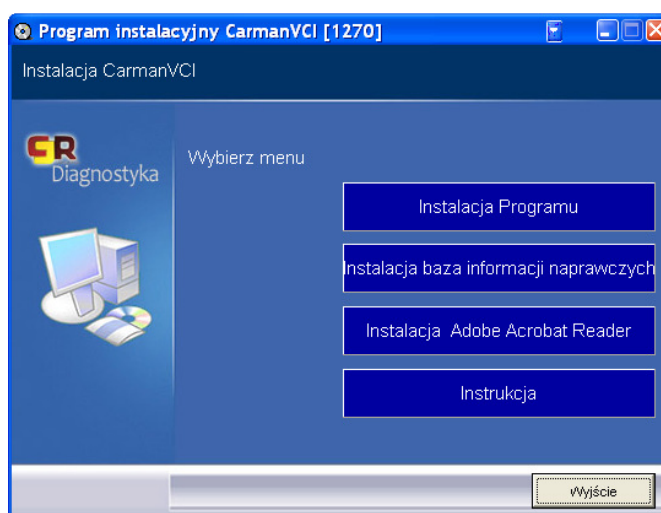 Program instalacyjny CarmanVCI [1270]
Instalacja CarmanVCI
GR
Diagnostyka
Wybierz menu
Instalacja Programu
Instalacja baza informacji naprawczych
Instalacja Adobe Acrobat Reader
Instrukcja
Wyjście